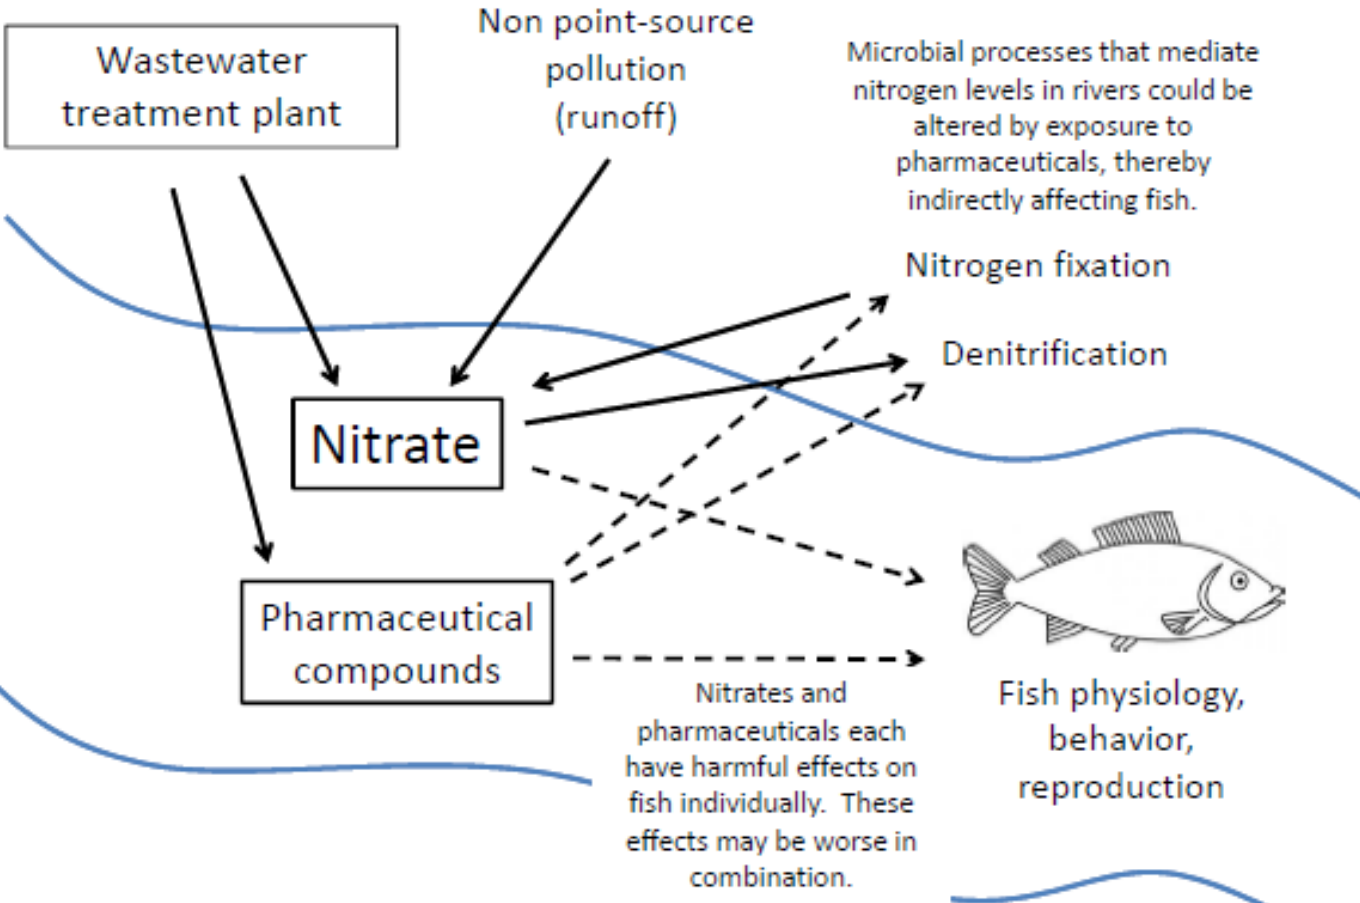 Wastewater
treatment plant
Non point-source
pollution
(runoff)
Microbial processes that mediate
nitrogen levels in rivers could be
altered by exposure to
pharmaceuticals, thereby
indirectly affecting fish.
Nitrogen fixation
Denitrification
Nitrate
Pharmaceutical
compounds
Nitrates and
pharmaceuticals each
have harmful effects on
fish individually.  These
effects may be worse in
combination.
Fish physiology,
behavior,
reproduction